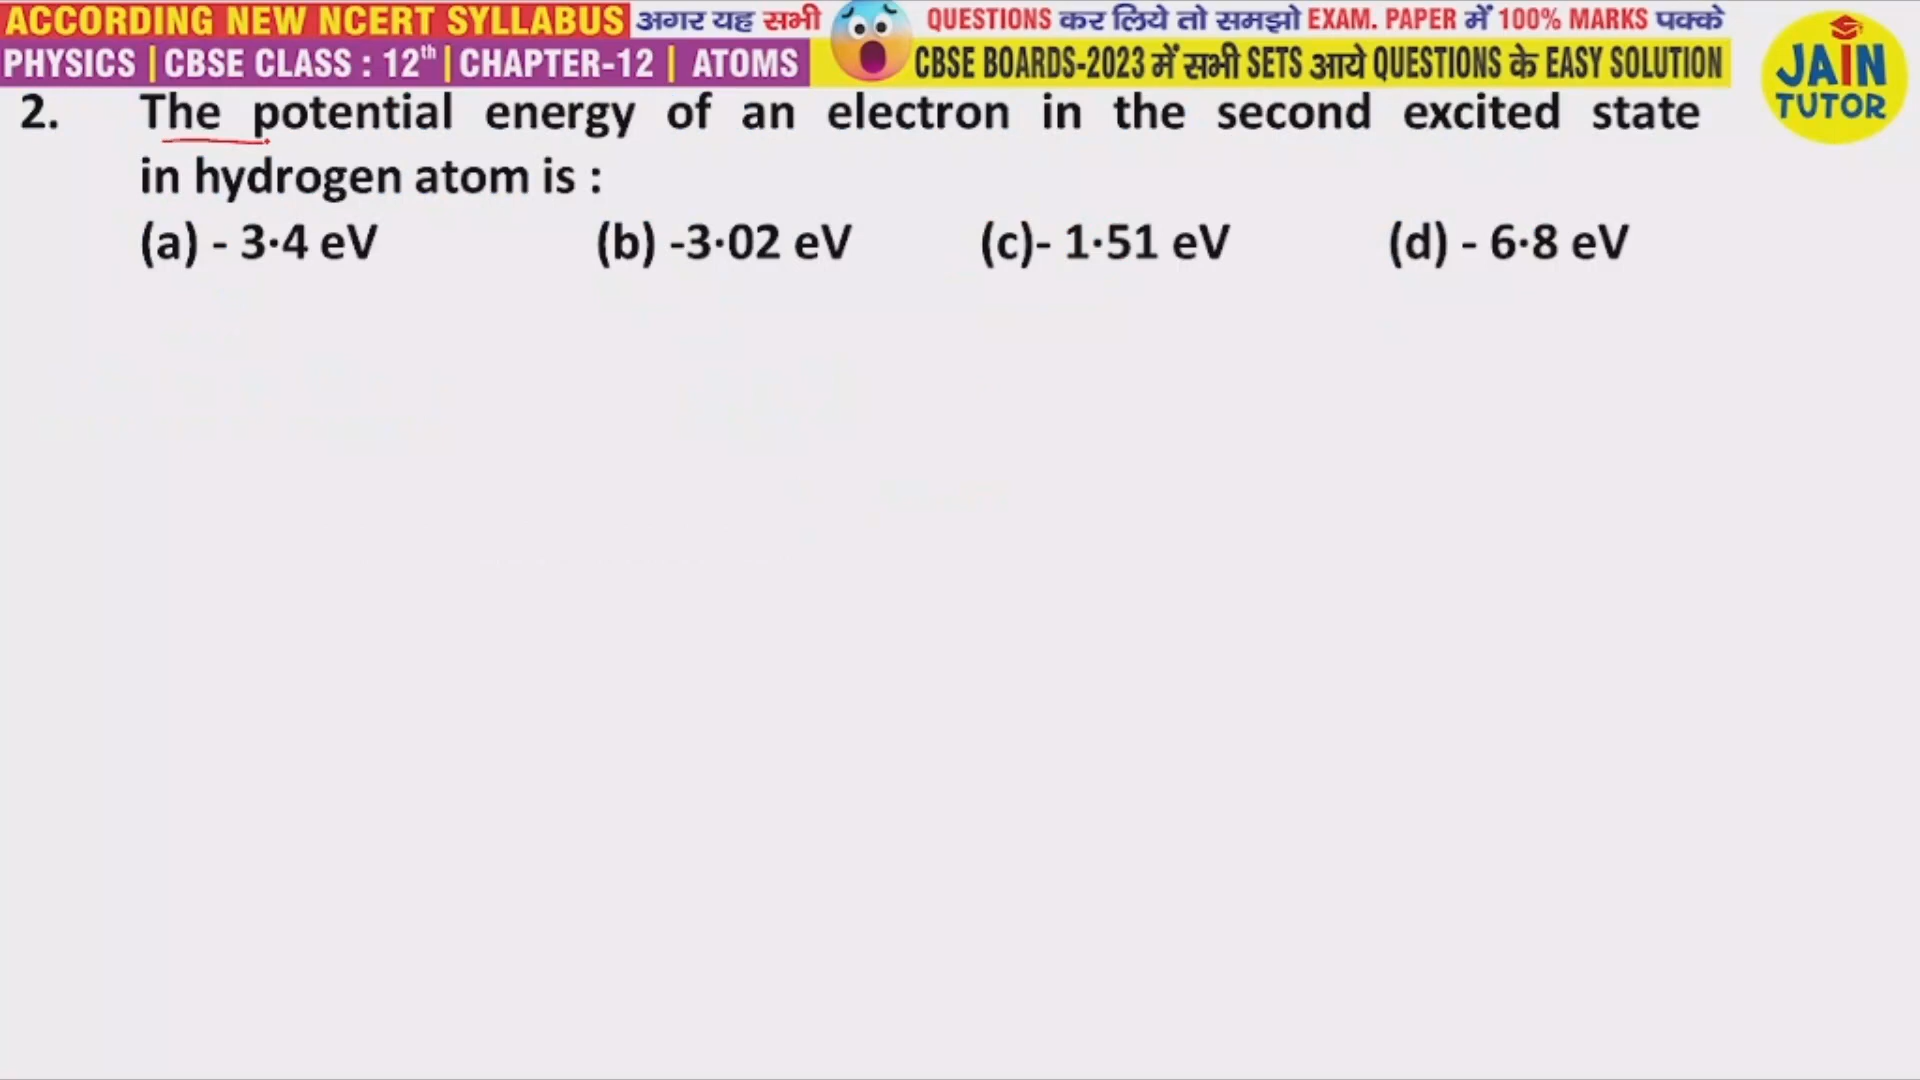 ACCORDING NEW NCERT SYLLABUS अगर यह सभी QUESTIONS कर लिये तो समझो EXAM. PAPER में 100% MARKS पक्के
PHYSICS | CBSE CLASS : 12th | CHAPTER-12 | ATOMS CBSE BOARDS-2023 में सभी SETS आये QUESTIONS के EASY SOLUTION
JAIN
TUTOR
2. The potential energy of an electron in the second excited state
in hydrogen atom is :
(a) - 3·4 eV (b) -3·02 eV (c)- 1·51 eV (d) - 6·8 eV